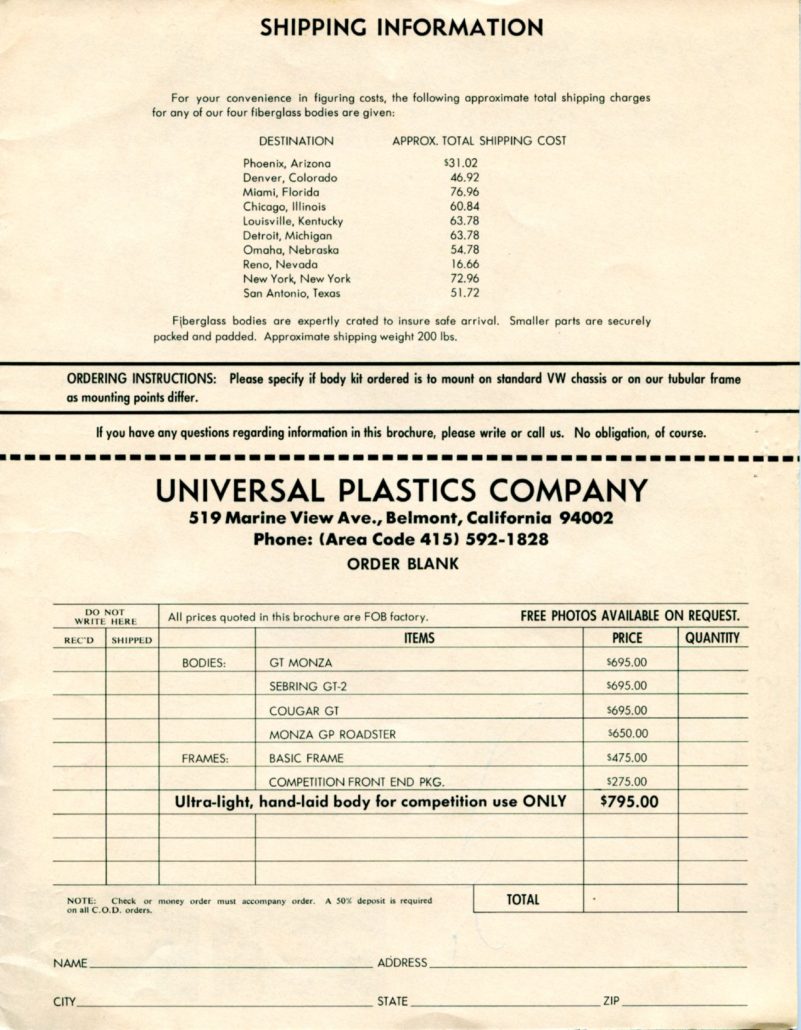 SHIPPING INFORMATION
For your convenience in figuring costs, the following approximate total shipping charges
for any of our four fiberglass bodies are given:
DESTINATION APPROX. TOTAL SHIPPING COST
Phoenix, Arizona $31.02
Denver, Colorado 46.92
Miami, Florida 76.96
Chicago, Illinois 60.84
Louisville, Kentucky 63.78
Detroit, Michigan 63.78
Omaha, Nebraska 54.78
Reno, Nevada 16.66
New York, New York 72.96
San Antonio, Texas 51.72
Fiberglass bodies are expertly crated to insure safe arrival. Smaller parts are securely
packed and padded. Approximate shipping weight 200 lbs.
ORDERING INSTRUCTIONS: Please specify if body kit ordered is to mount on standard VW chassis or on our tubular frame
as mounting points differ.
If you have any questions regarding information in this brochure, please write or call us. No obligation, of course.
UNIVERSAL PLASTICS COMPANY
519 Marine View Ave., Belmont, California 94002
Phone: (Area Code 415) 592-1828
ORDER BLANK
DO NOT
WRITE HERE
All prices quoted in this brochure are FOB factory. FREE PHOTOS AVAILABLE ON REQUEST.
REC'D SHIPPED ITEMS PRICE QUANTITY
BODIES: GT MONZA $695.00
SEBRING GT-2 $695.00
COUGAR GT $695.00
MONZA GP ROADSTER $650.00
FRAMES: BASIC FRAME $475.00
COMPETITION FRONT END PKG. $275.00
Ultra-light, hand-laid body for competition use ONLY $795.00
NOTE: Check or money order must accompany order. A 50% deposit is required
on all C.O.D. orders.
TOTAL
NAME ADDRESS
CITY STATE ZIP